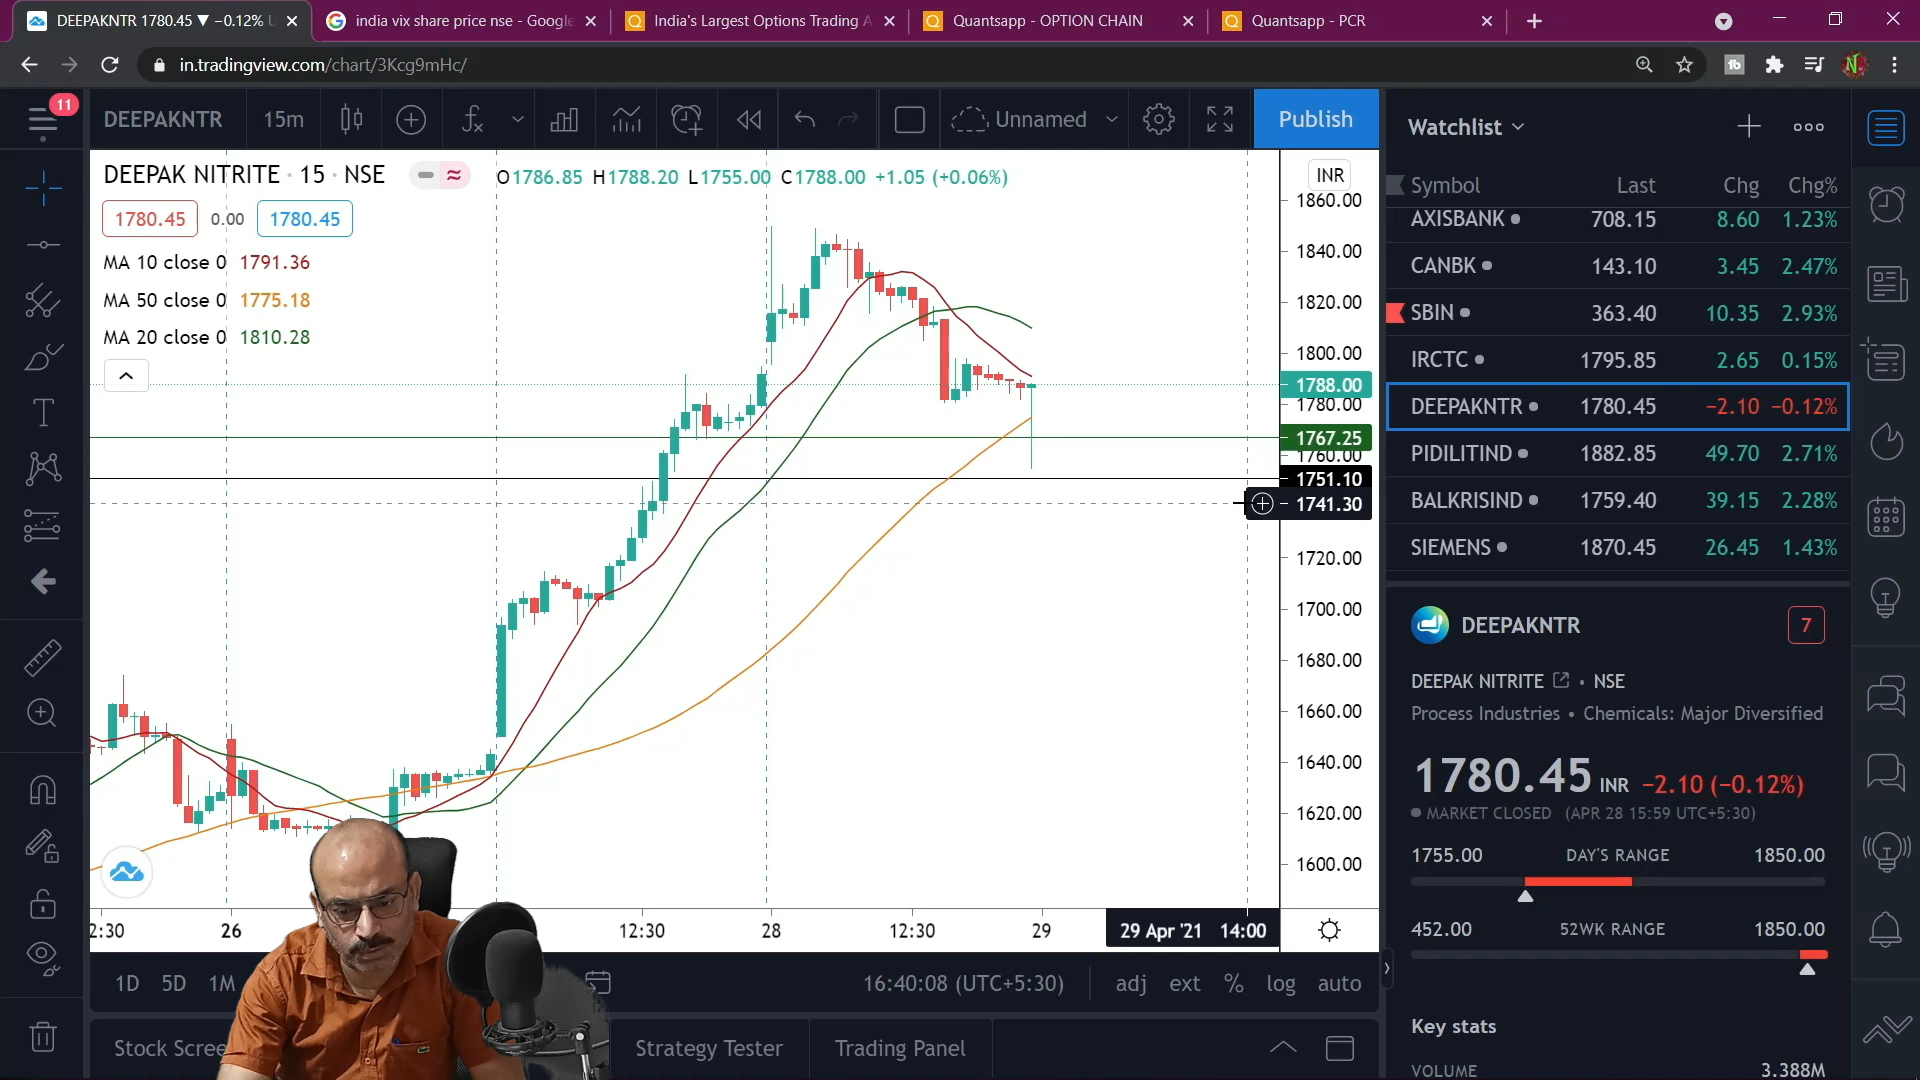 DEEPAKNTR 1780.45 ▼ −0.12% U
india vix share price nse - Google
India's Largest Options Trading A
Quantsapp - OPTION CHAIN
Quantsapp - PCR
in.tradingview.com/chart/3Kcg9mHc/
11
DEEPAKNTR 15m Unnamed Publish
DEEPAK NITRITE · 15 · NSE
O1786.85 H1788.20 L1755.00 C1788.00 +1.05 (+0.06%)
1780.45 0.00 1780.45
MA 10 close 0 1791.36
MA 50 close 0 1775.18
MA 20 close 0 1810.28
INR
1860.00
1840.00
1820.00
1800.00
1788.00
1780.00
1767.25
1760.00
1751.10
1741.30
1720.00
1700.00
1680.00
1660.00
1640.00
1620.00
1600.00
2:30 26 12:30 28 12:30 29 29 Apr '21 14:00
1D 5D 1M 16:40:08 (UTC+5:30) adj ext % log auto
Stock Scree Strategy Tester Trading Panel
Watchlist
Symbol Last Chg Chg%
AXISBANK 708.15 8.60 1.23%
CANBK 143.10 3.45 2.47%
SBIN 363.40 10.35 2.93%
IRCTC 1795.85 2.65 0.15%
DEEPAKNTR 1780.45 −2.10 −0.12%
PIDILITIND 1882.85 49.70 2.71%
BALKRISIND 1759.40 39.15 2.28%
SIEMENS 1870.45 26.45 1.43%
DEEPAKNTR 7
DEEPAK NITRITE • NSE
Process Industries • Chemicals: Major Diversified
1780.45 INR −2.10 (−0.12%)
MARKET CLOSED (APR 28 15:59 UTC+5:30)
1755.00 DAY'S RANGE 1850.00
452.00 52WK RANGE 1850.00
Key stats
VOLUME 3.388M